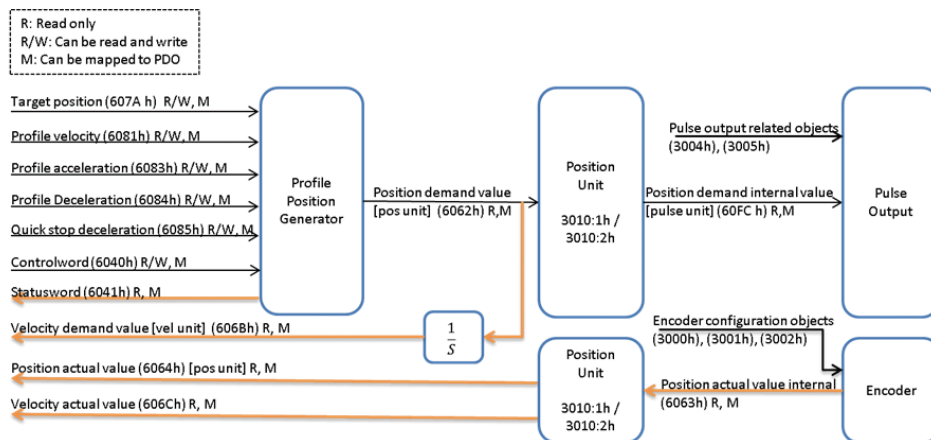 R: Read only
R/W: Can be read and write
M: Can be mapped to PDO
Target position (607A h) R/W, M
Profile velocity (6081h) R/W, M
Profile acceleration (6083h) R/W, M
Profile Deceleration (6084h) R/W, M
Quick stop deceleration (6085h) R/W, M
Controlword (6040h) R/W, M
Statusword (6041h) R, M
Velocity demand value [vel unit] (606Bh) R, M
Position actual value (6064h) [pos unit] R, M
Velocity actual value (606Ch) R, M
Profile
Position
Generator
Position demand value
[pos unit] (6062h) R,M
1
S
Position
Unit
3010:1h /
3010:2h
Pulse output related objects
(3004h), (3005h)
Position demand internal value
[pulse unit] (60FC h) R,M
Pulse
Output
Position
Unit
3010:1h /
3010:2h
Encoder configuration objects
(3000h), (3001h), (3002h)
Position actual value internal
(6063h) R, M
Encoder